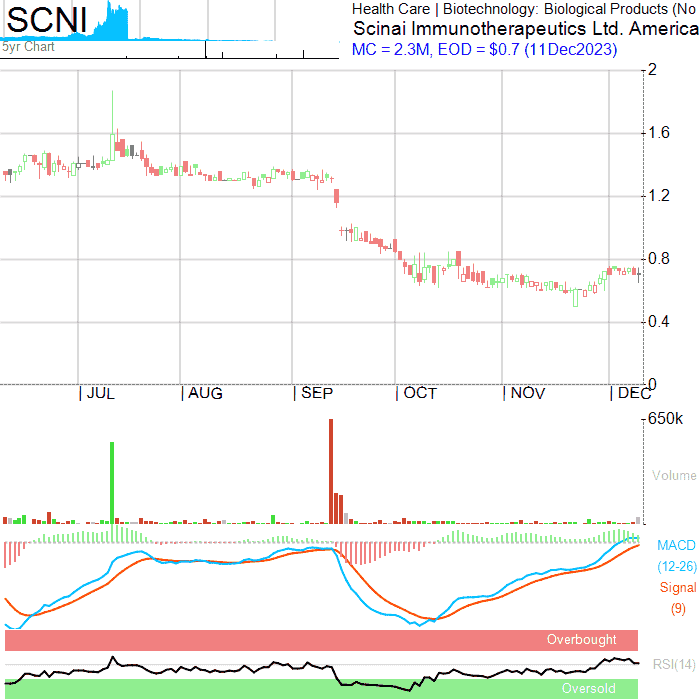 SCNI
5yr Chart
Health Care | Biotechnology: Biological Products (No
Scinai Immunotherapeutics Ltd. America
MC = 2.3M, EOD = $0.7 (11Dec2023)
2
1.6
1.2
0.8
0.4
0
| JUL | AUG | SEP | OCT | NOV | DEC
650k
Volume
MACD
(12-26)
Signal
(9)
Overbought
RSI(14)
Oversold